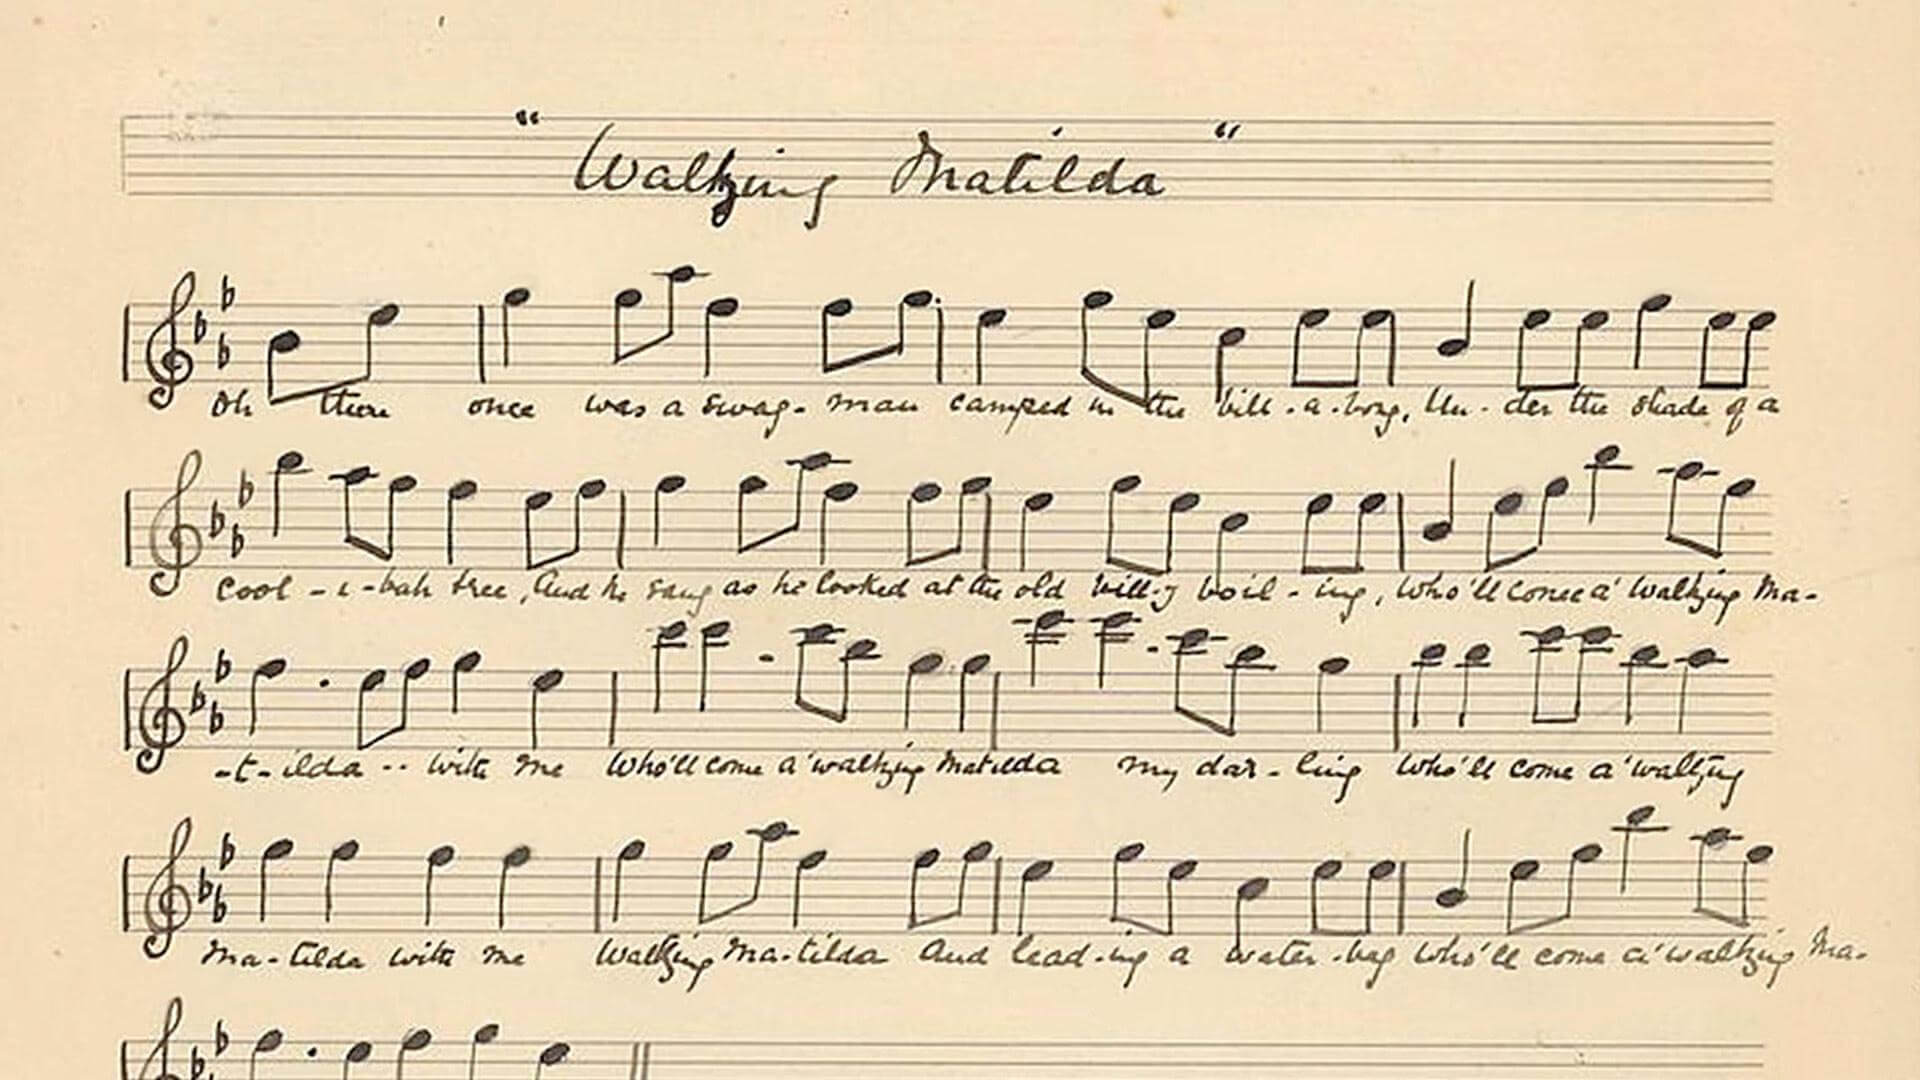 "Waltzing Matilda"
Oh there once was a swag-man camped in the bill-a-bong, Un-der the shade of a
cool-i-bah tree, And he sang as he looked at the old bill-y boil-ing, Who'll come a' waltzing Ma-
-t-ilda -- with me Who'll come a' waltzing Matilda my dar-ling Who'll come a' waltzing
Ma-tilda with me Waltzing Ma-tilda And lead-ing a water-bag Who'll come a' waltzing Ma-